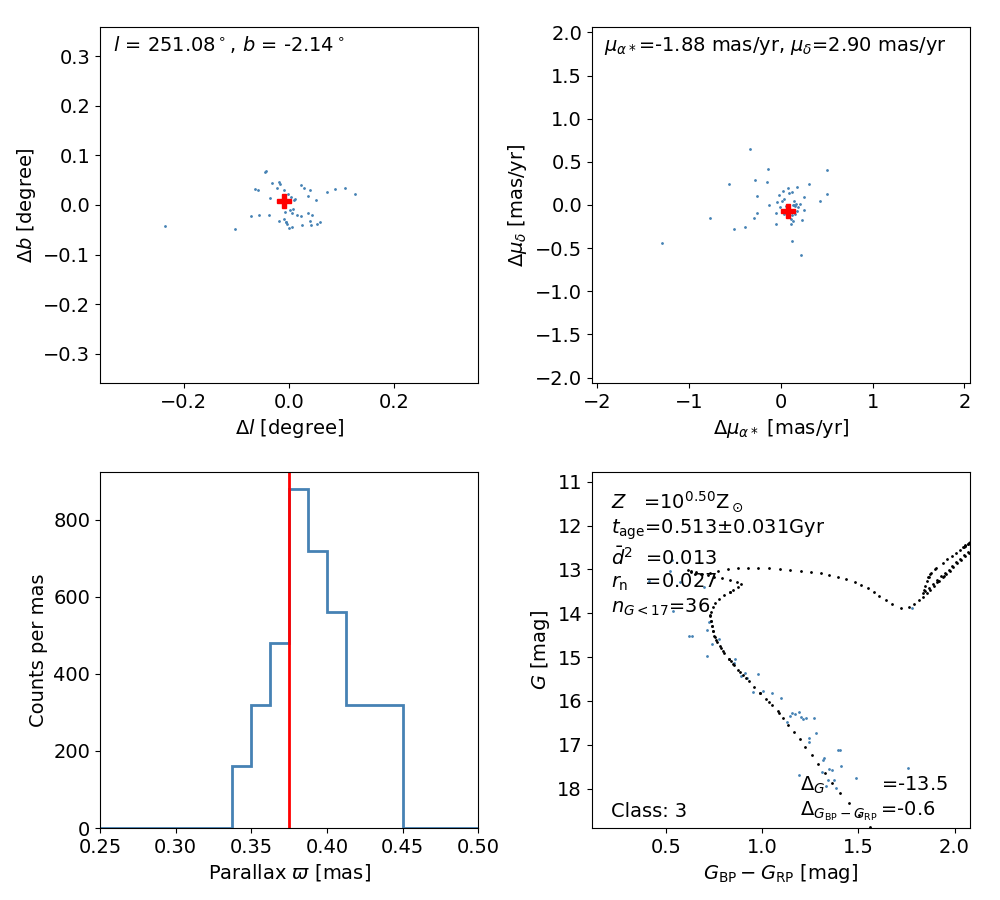 l = 251.08°, b = -2.14°
0.3
0.2
0.1
0.0
−0.1
−0.2
−0.3
Δb [degree]
−0.2 0.0 0.2
Δl [degree]
μα*=-1.88 mas/yr, μδ=2.90 mas/yr
2.0
1.5
1.0
0.5
0.0
−0.5
−1.0
−1.5
−2.0
Δμδ [mas/yr]
−2 −1 0 1 2
Δμα* [mas/yr]
800
600
400
200
0
Counts per mas
0.25 0.30 0.35 0.40 0.45 0.50
Parallax ϖ [mas]
11
12
13
14
15
16
17
18
G [mag]
Z =10^0.50 Z⊙
t_age=0.513±0.031Gyr
d̄² =0.013
r_n =0.027
n_G<17=36
Δ_G =-13.5
Δ_GBP−GRP =-0.6
Class: 3
0.5 1.0 1.5 2.0
G_BP − G_RP [mag]